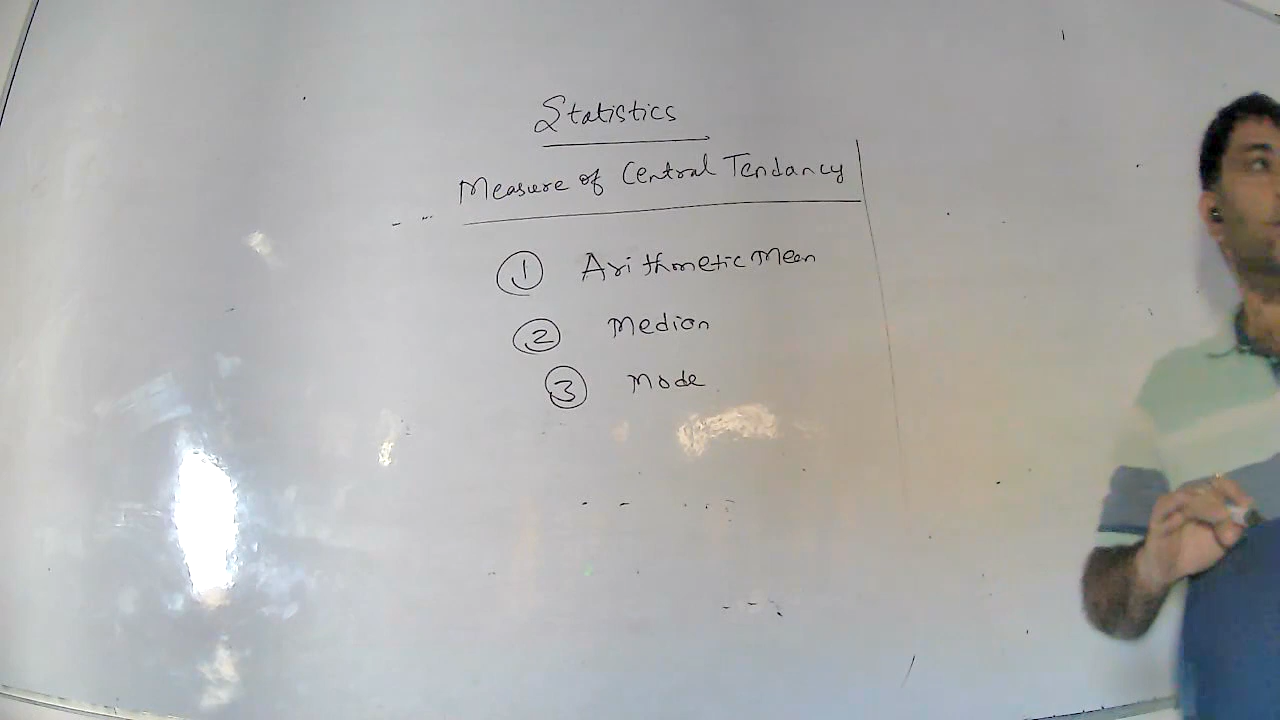 Statistics
Measure of Central Tendancy
1 Arithmetic Mean
2 Median
3 Mode